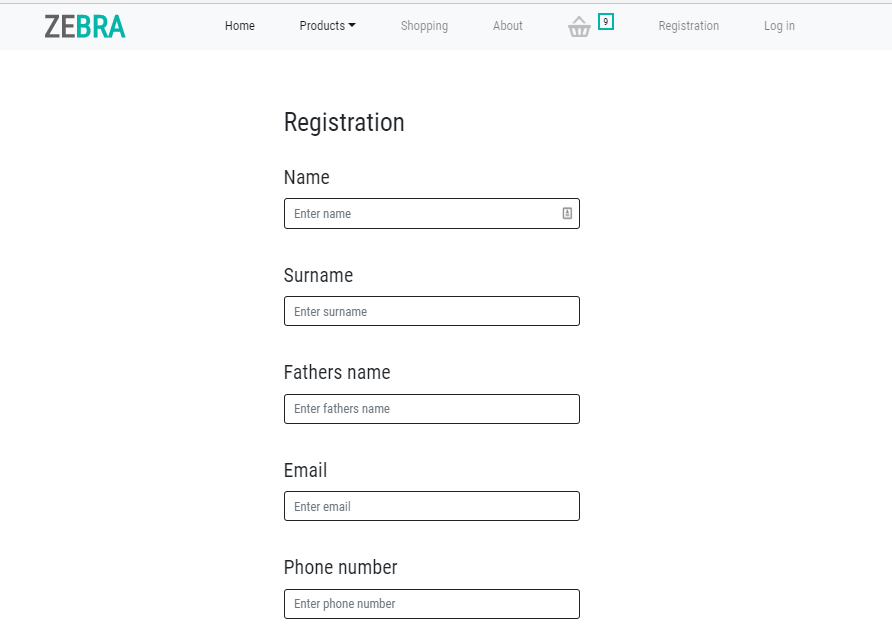 ZEBRA Home Products Shopping About 9 Registration Log in
Registration
Name
Enter name
Surname
Enter surname
Fathers name
Enter fathers name
Email
Enter email
Phone number
Enter phone number